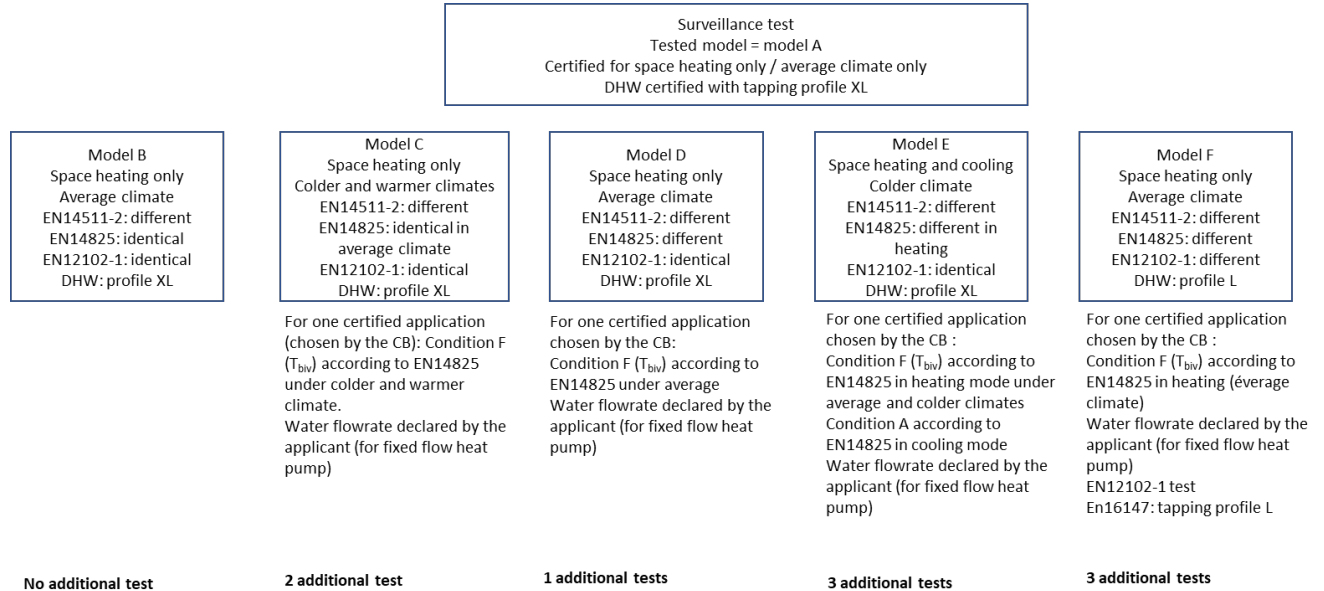 Surveillance test
Tested model = model A
Certified for space heating only / average climate only
DHW certified with tapping profile XL
Model B
Space heating only
Average climate
EN14511-2: different
EN14825: identical
EN12102-1: identical
DHW: profile XL
Model C
Space heating only
Colder and warmer climates
EN14511-2: different
EN14825: identical in
average climate
EN12102-1: identical
DHW: profile XL
Model D
Space heating only
Average climate
EN14511-2: different
EN14825: different
EN12102-1: identical
DHW: profile XL
Model E
Space heating and cooling
Colder climate
EN14511-2: different
EN14825: different in
heating
EN12102-1: identical
DHW: profile XL
Model F
Space heating only
Average climate
EN14511-2: different
EN14825: different
EN12102-1: different
DHW: profile L
For one certified application
(chosen by the CB): Condition F
(Tbiv) according to EN14825
under colder and warmer
climate.
Water flowrate declared by the
applicant (for fixed flow heat
pump)
For one certified application
chosen by the CB:
Condition F (Tbiv) according to
EN14825 under average
Water flowrate declared by the
applicant (for fixed flow heat
pump)
For one certified application
chosen by the CB :
Condition F (Tbiv) according to
EN14825 in heating mode under
average and colder climates
Condition A according to
EN14825 in cooling mode
Water flowrate declared by the
applicant (for fixed flow heat
pump)
For one certified application
chosen by the CB :
Condition F (Tbiv) according to
EN14825 in heating (éverage
climate)
Water flowrate declared by the
applicant (for fixed flow heat
pump)
EN12102-1 test
En16147: tapping profile L
No additional test
2 additional test
1 additional tests
3 additional tests
3 additional tests